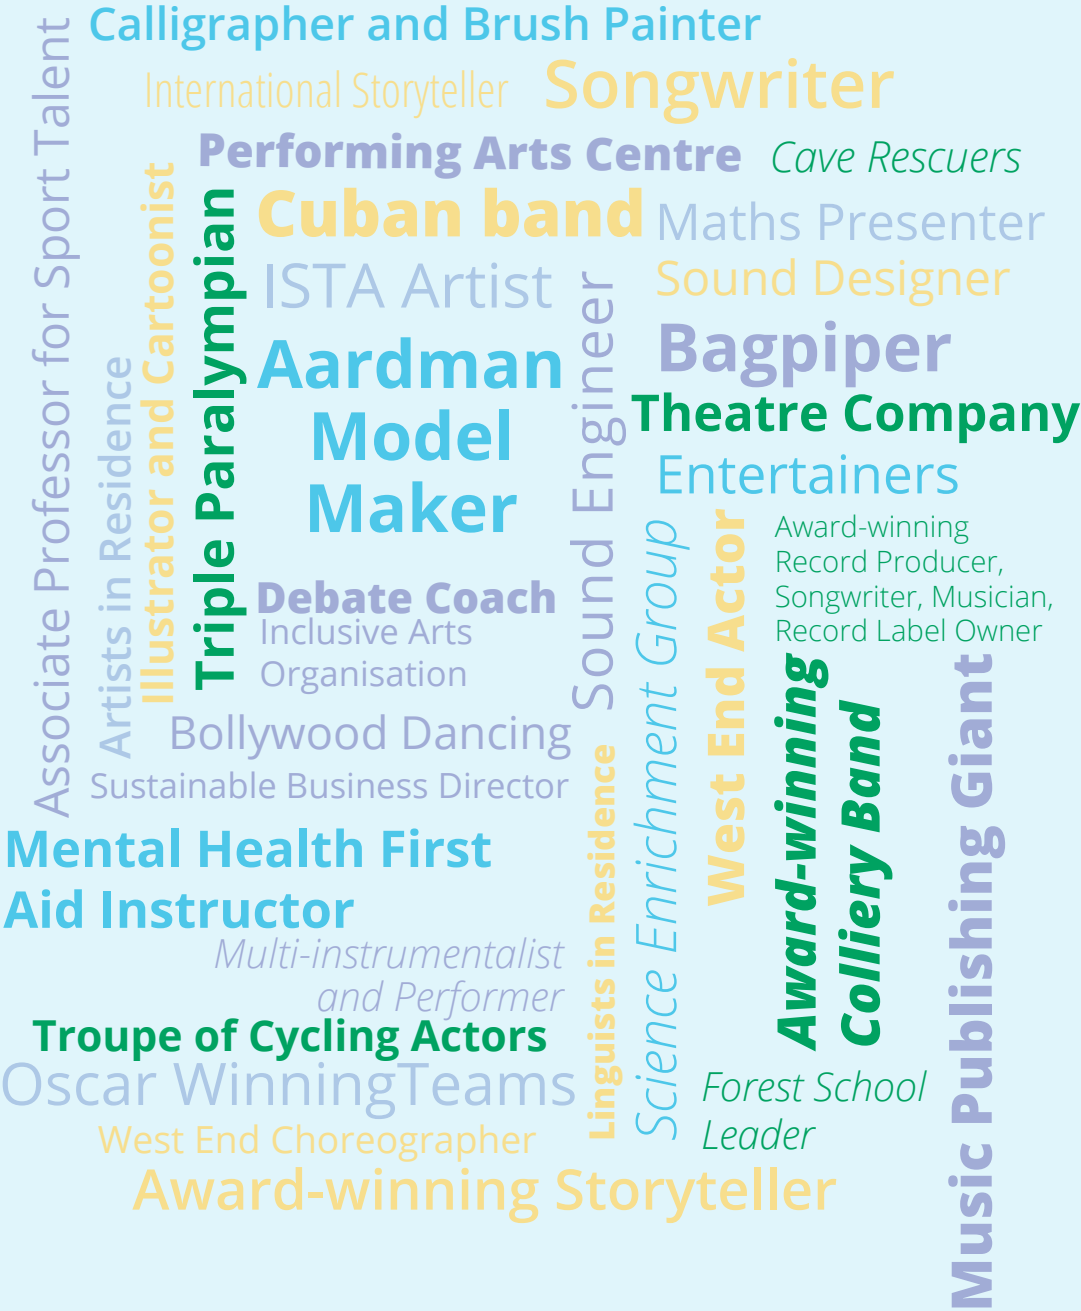 Calligrapher and Brush Painter
International Storyteller
Songwriter
Associate Professor for Sport Talent
Performing Arts Centre
Cave Rescuers
Illustrator and Cartoonist
Triple Paralympian
Cuban band
Maths Presenter
ISTA Artist
Sound Designer
Sound Engineer
Bagpiper
Artists in Residence
Aardman
Model
Maker
Theatre Company
Entertainers
Science Enrichment Group
West End Actor
Award-winning
Record Producer,
Songwriter, Musician,
Record Label Owner
Debate Coach
Inclusive Arts
Organisation
Award-winning
Colliery Band
Music Publishing Giant
Bollywood Dancing
Linguists in Residence
Sustainable Business Director
Mental Health First
Aid Instructor
Multi-instrumentalist
and Performer
Troupe of Cycling Actors
Oscar WinningTeams
Forest School
Leader
West End Choreographer
Award-winning Storyteller